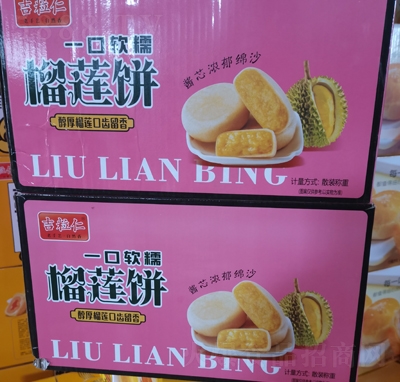 吉粒仁
一口软糯
榴莲饼
醇厚榴莲口齿留香
酱芯浓郁绵沙
LIU LIAN BING
计量方式: 散装称重
吉粒仁
一口软糯
榴莲饼
醇厚榴莲口齿留香
酱芯浓郁绵沙
LIU LIAN BING
计量方式: 散装称重